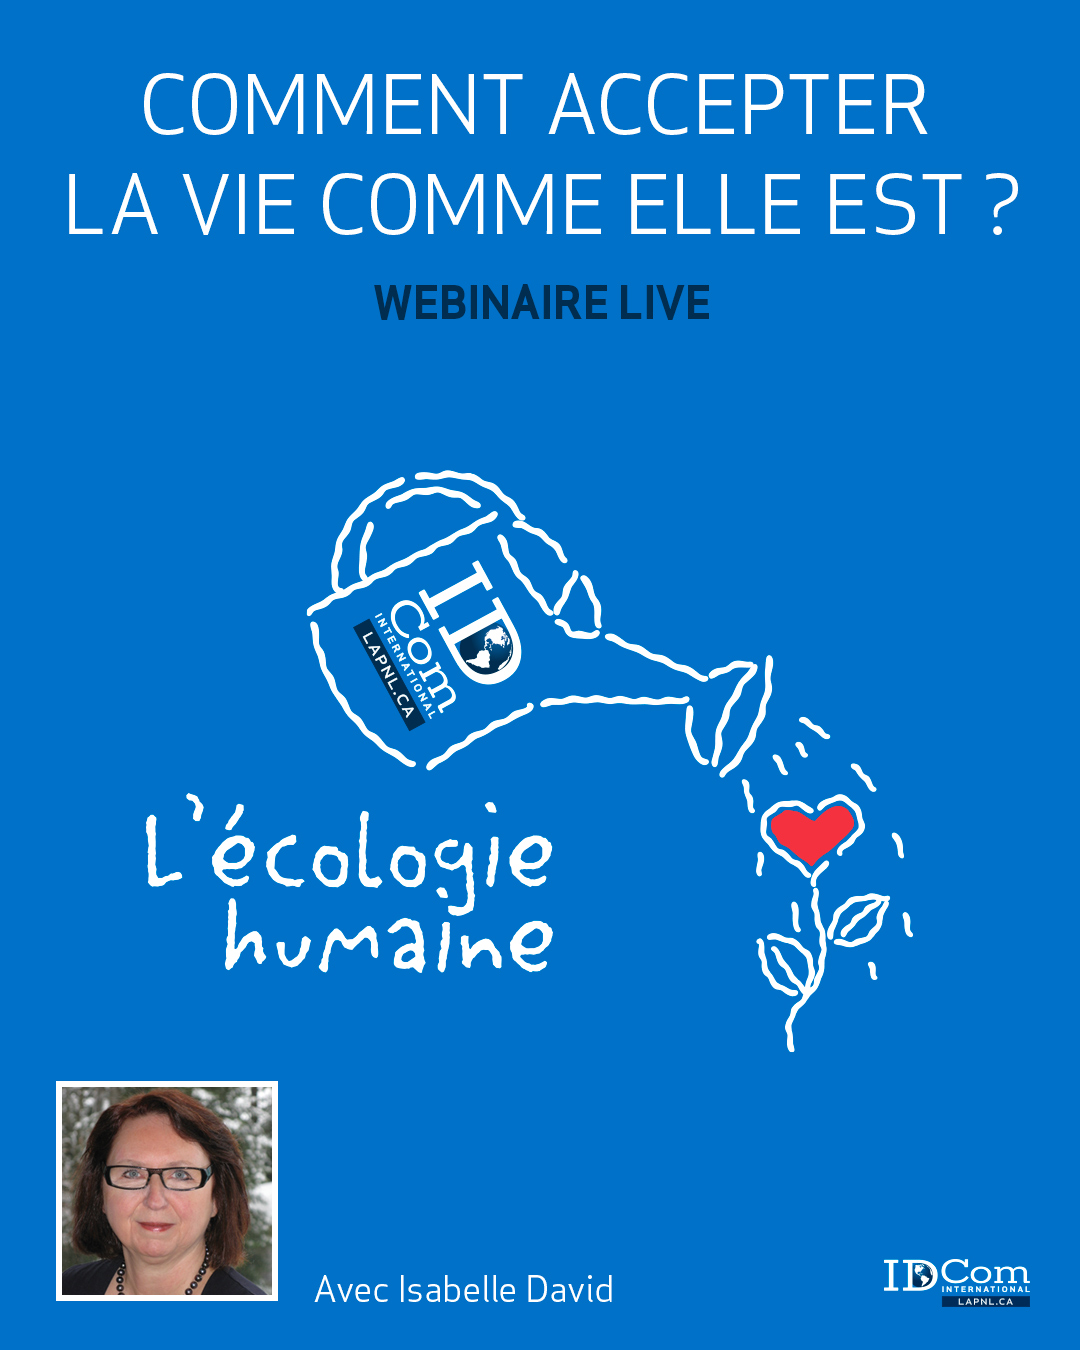 COMMENT ACCEPTER
LA VIE COMME ELLE EST ?
WEBINAIRE LIVE
ID
Com
INTERNATIONAL
LAPNL.CA
L'écologie
humaine
Avec Isabelle David
IDCom
INTERNATIONAL
LAPNL.CA